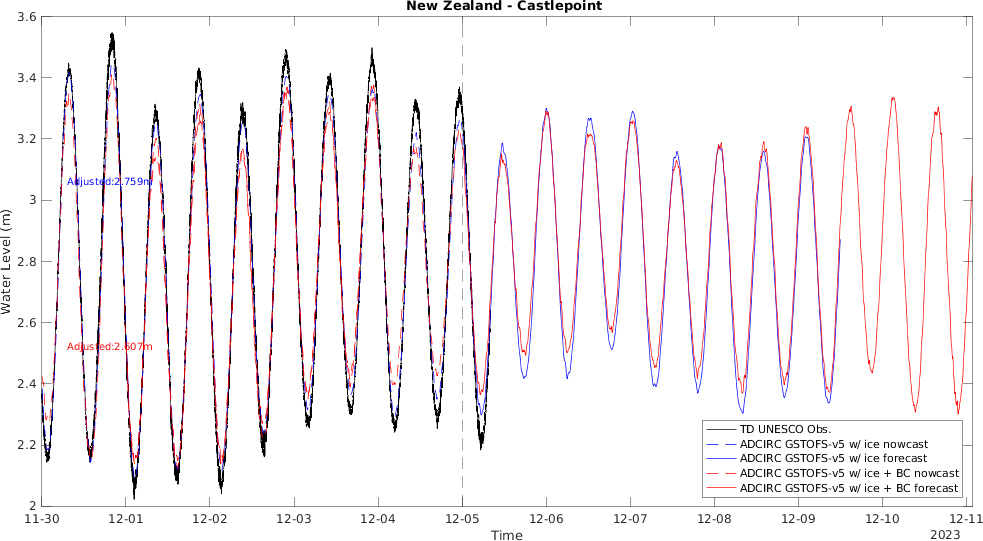 New Zealand - Castlepoint
3.6
3.4
3.2
3
2.8
2.6
2.4
2.2
2
Water Level (m)
Adjusted:2.759m
Adjusted:2.607m
TD UNESCO Obs.
ADCIRC GSTOFS-v5 w/ ice nowcast
ADCIRC GSTOFS-v5 w/ ice forecast
ADCIRC GSTOFS-v5 w/ ice + BC nowcast
ADCIRC GSTOFS-v5 w/ ice + BC forecast
11-30 12-01 12-02 12-03 12-04 12-05 12-06 12-07 12-08 12-09 12-10 12-11
Time
2023